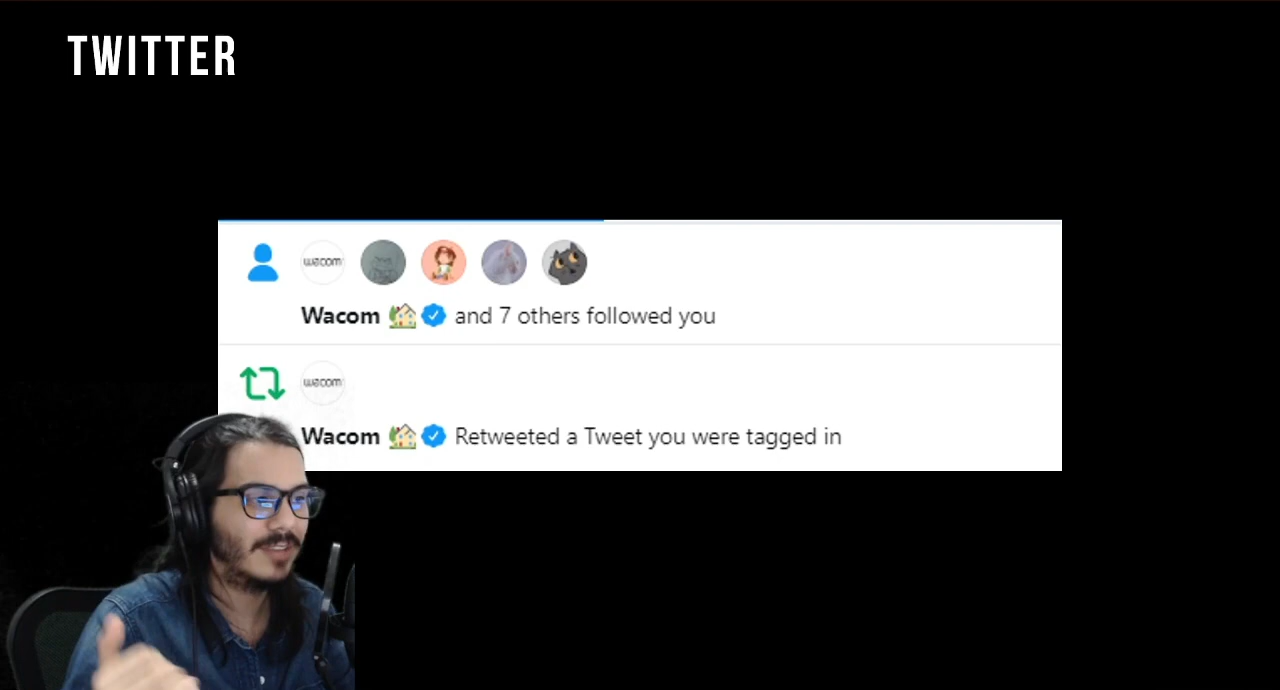 TWITTER
wacom
Wacom 🏡 and 7 others followed you
wacom
Wacom 🏡 Retweeted a Tweet you were tagged in